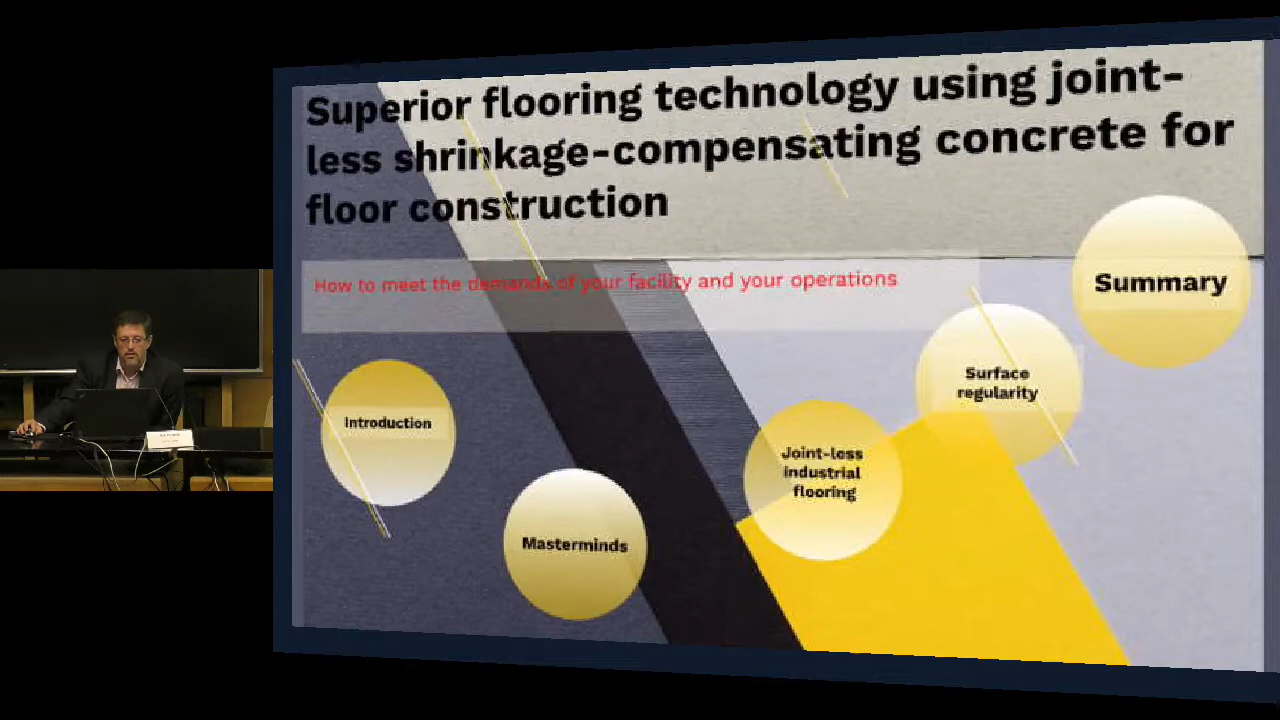 Superior flooring technology using joint-
less shrinkage-compensating concrete for
floor construction
How to meet the demands of your facility and your operations
Summary
Surface
regularity
Introduction
Joint-less
industrial
flooring
Masterminds